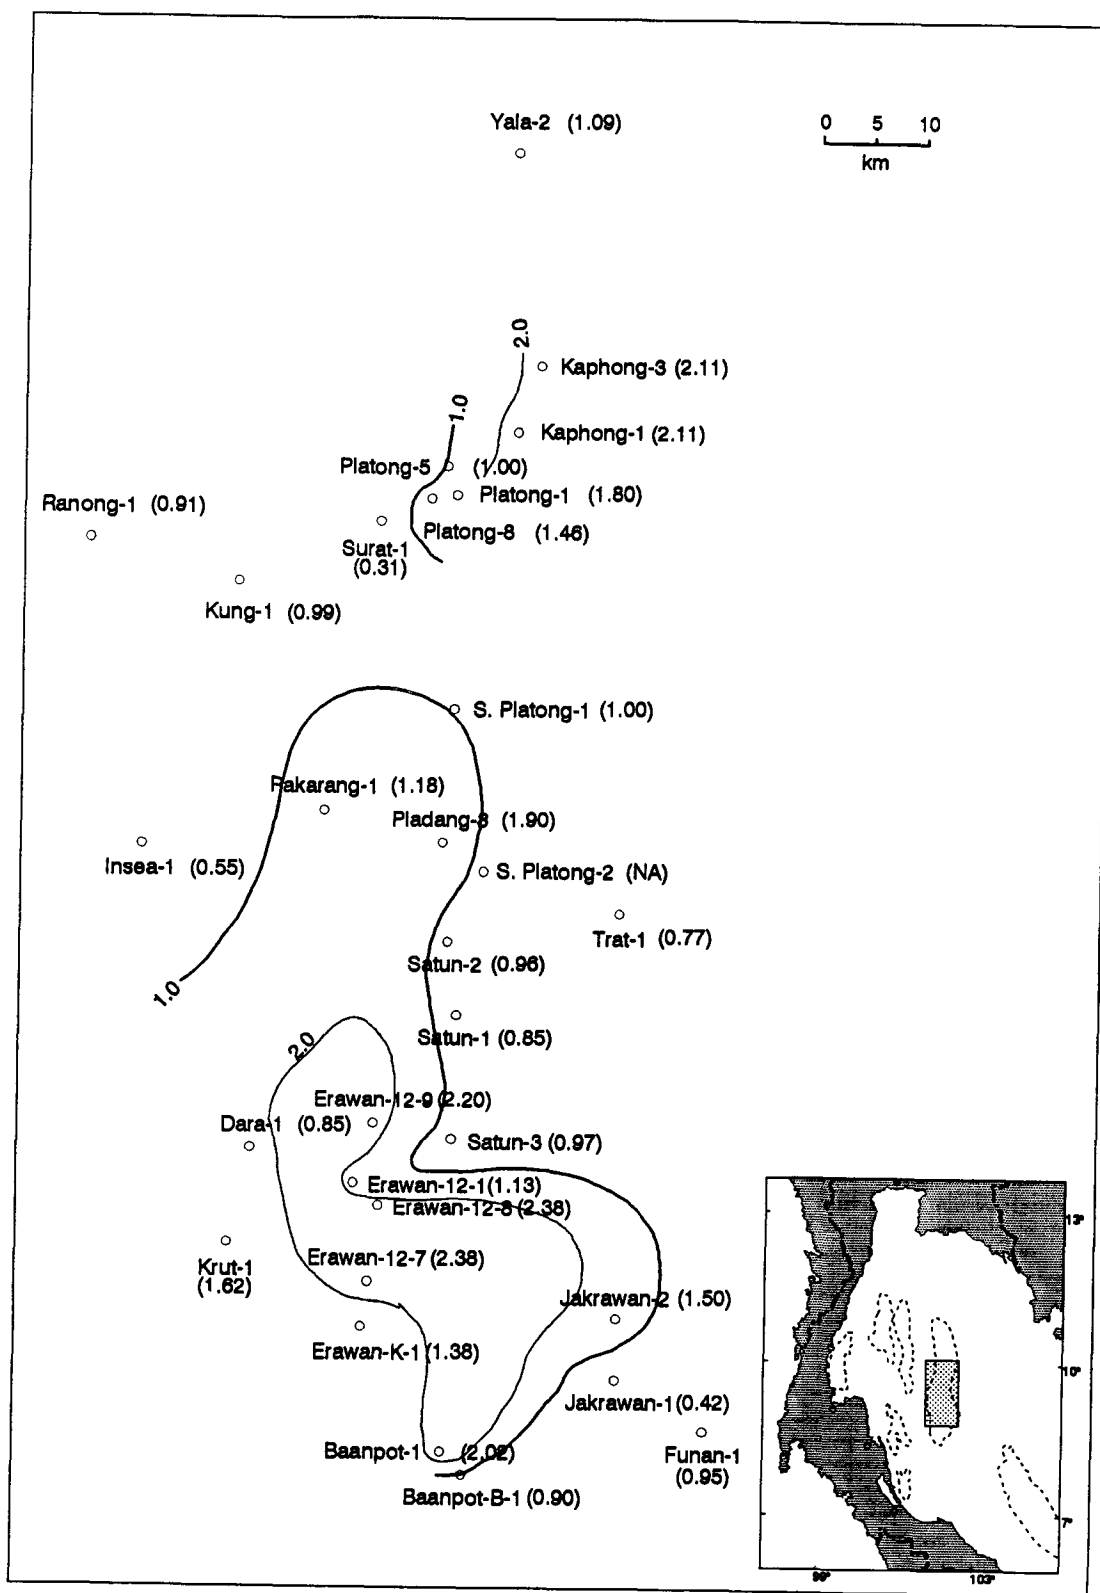 Yala-2 (1.09)
0 5 10
km
2.0
Kaphong-3 (2.11)
1.0
Kaphong-1 (2.11)
Platong-5 (1.00)
Ranong-1 (0.91)
Platong-1 (1.80)
Platong-8 (1.46)
Surat-1
(0.31)
Kung-1 (0.99)
S. Platong-1 (1.00)
Pakarang-1 (1.18)
Pladang-3 (1.90)
Insea-1 (0.55)
S. Platong-2 (NA)
Trat-1 (0.77)
Satun-2 (0.96)
1.0
Satun-1 (0.85)
2.0
Erawan-12-9 (2.20)
Dara-1 (0.85)
Satun-3 (0.97)
Erawan-12-1 (1.13)
Erawan-12-8 (2.38)
13°
Erawan-12-7 (2.38)
Krut-1
(1.62)
Jakrawan-2 (1.50)
Erawan-K-1 (1.38)
10°
Jakrawan-1 (0.42)
Baanpot-1 (2.02)
Funan-1
(0.95)
Baanpot-B-1 (0.90)
7°
99° 103°